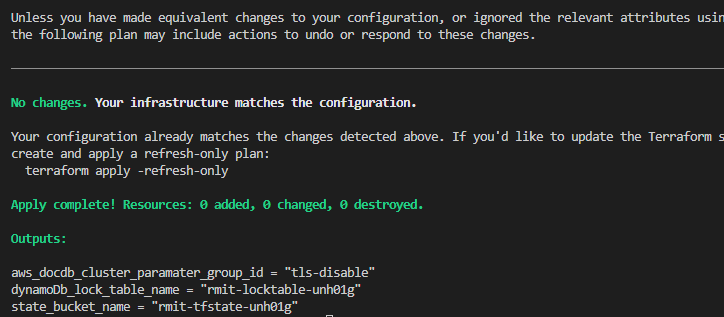 Unless you have made equivalent changes to your configuration, or ignored the relevant attributes usin
the following plan may include actions to undo or respond to these changes.
No changes. Your infrastructure matches the configuration.
Your configuration already matches the changes detected above. If you'd like to update the Terraform s
create and apply a refresh-only plan:
terraform apply -refresh-only
Apply complete! Resources: 0 added, 0 changed, 0 destroyed.
Outputs:
aws_docdb_cluster_paramater_group_id = "tls-disable"
dynamoDb_lock_table_name = "rmit-locktable-unh01g"
state_bucket_name = "rmit-tfstate-unh01g"